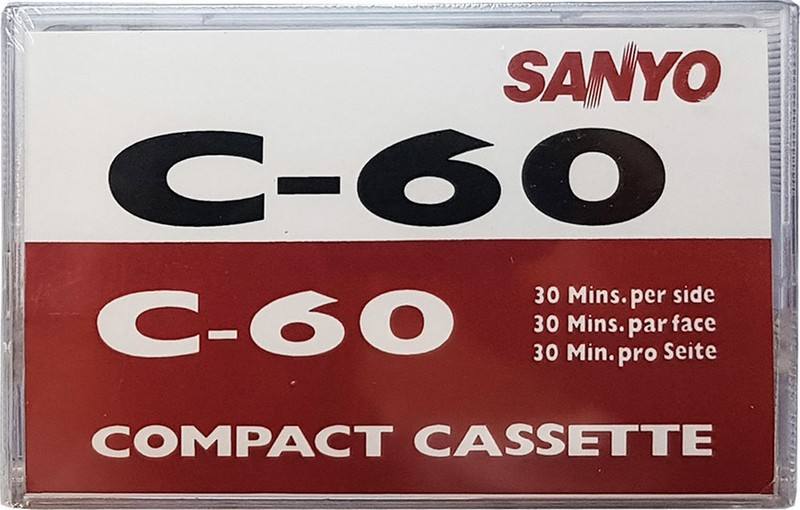 SANYO
C-60
C-60
30 Mins. per side
30 Mins. par face
30 Min. pro Seite
COMPACT CASSETTE